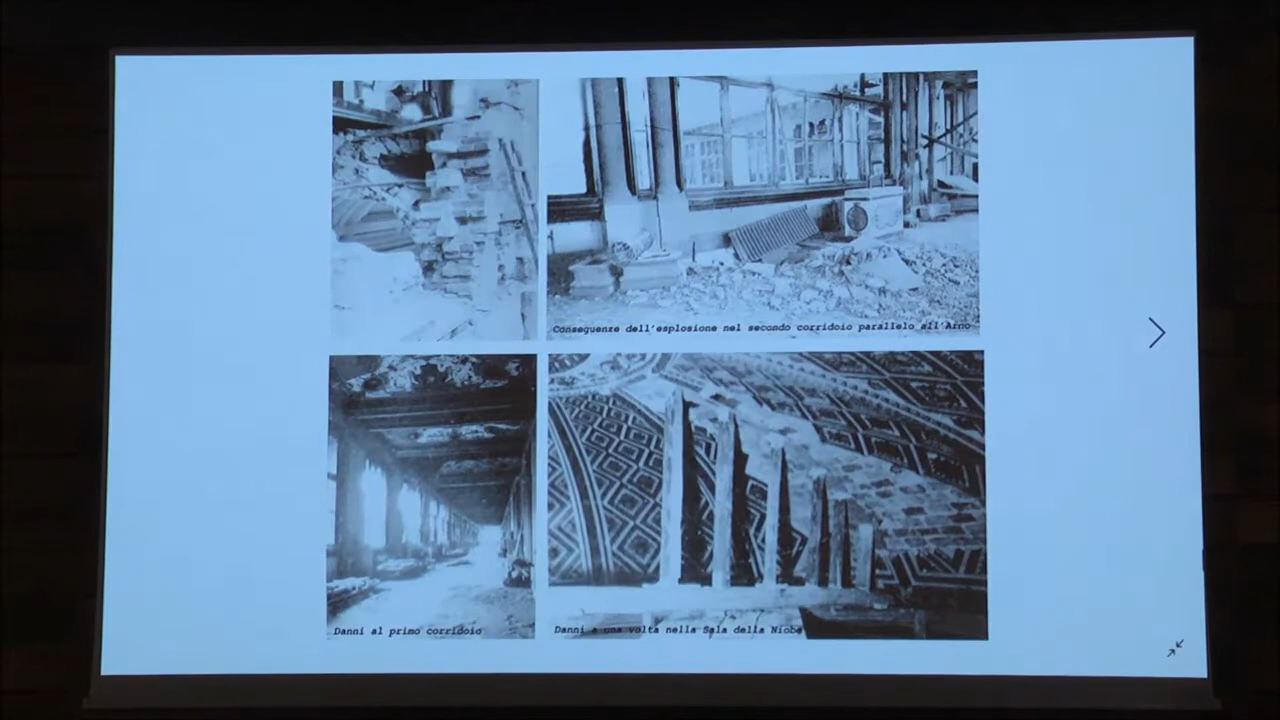 Conseguenze dell'esplosione nel secondo corridoio parallelo all'Arno
Danni al primo corridoio
Danni a una volta nella Sala della Niobe